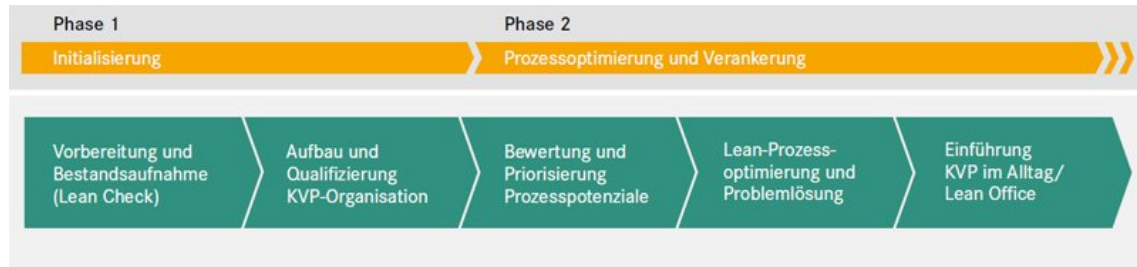 Phase 1
Phase 2
Initialisierung
Prozessoptimierung und Verankerung
Vorbereitung und
Bestandsaufnahme
(Lean Check)
Aufbau und
Qualifizierung
KVP-Organisation
Bewertung und
Priorisierung
Prozesspotenziale
Lean-Prozess-
optimierung und
Problemlösung
Einführung
KVP im Alltag/
Lean Office